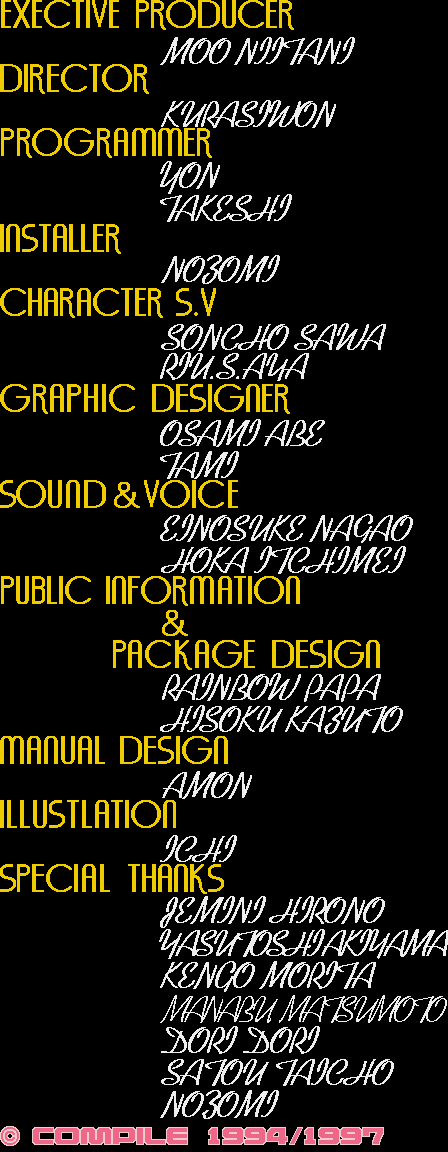 EXECTIVE PRODUCER
MOO NIITANI
DIRECTOR
KURASIWON
PROGRAMMER
YON
TAKESHI
INSTALLER
NOZOMI
CHARACTER S.V
SONCHO SAWA
RIU.S.AYA
GRAPHIC DESIGNER
OSAMI ABE
TAMI
SOUND & VOICE
EINOSUKE NAGAO
HOKA ITCHIMEI
PUBLIC INFORMATION
&
PACKAGE DESIGN
RAINBOW PAPA
HISOKU KAZUTO
MANUAL DESIGN
AMON
ILLUSTLATION
ICHI
SPECIAL THANKS
JEMINI HIRONO
YASUTOSHIAKIYAMA
KENGO MORITA
MANABU MATSUMOTO
DORI DORI
SATOU TAICHO
NOZOMI
© COMPILE 1994/1997